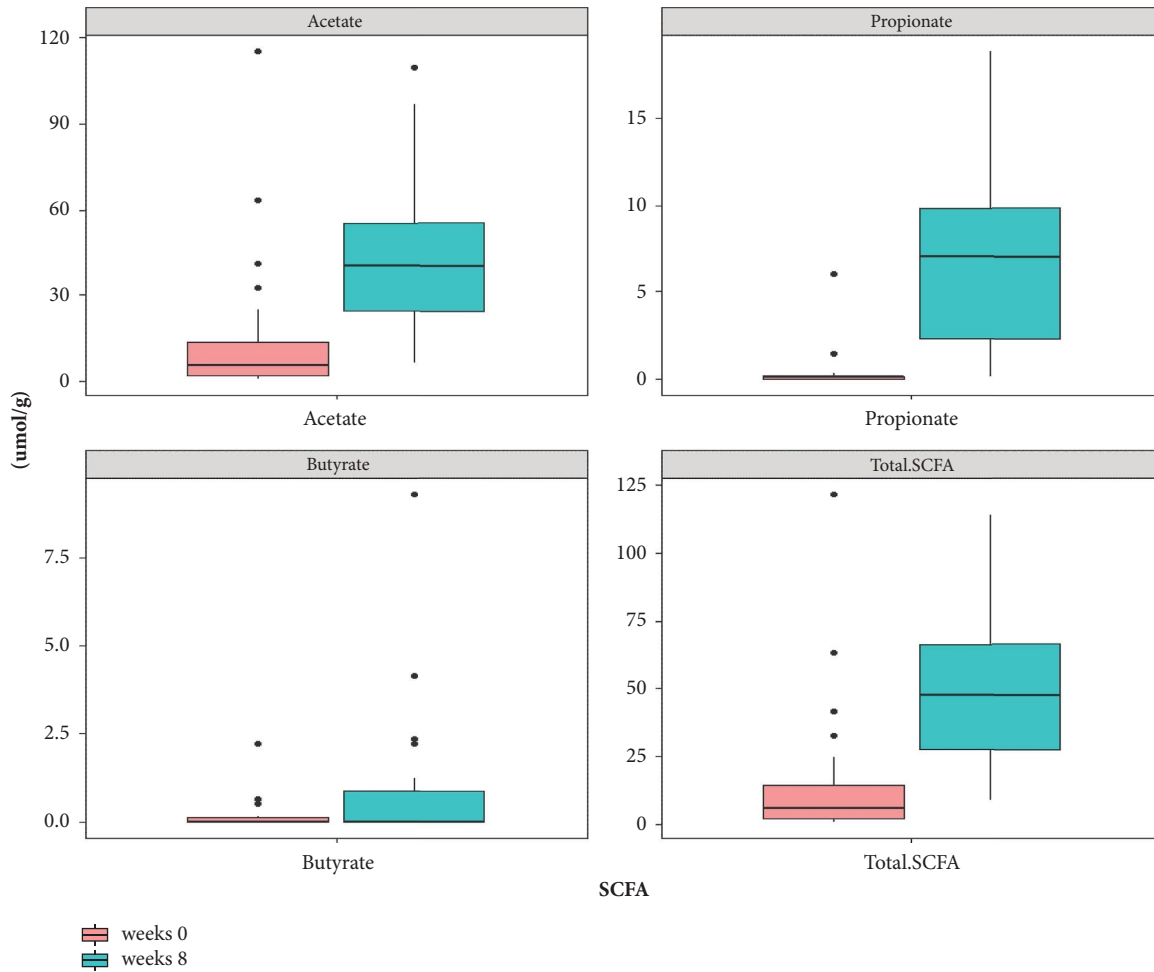 Acetate
120
90
60
30
0
Acetate
Propionate
15
10
5
0
Propionate
(umol/g)
Butyrate
7.5
5.0
2.5
0.0
Butyrate
Total.SCFA
125
100
75
50
25
0
Total.SCFA
SCFA
weeks 0
weeks 8